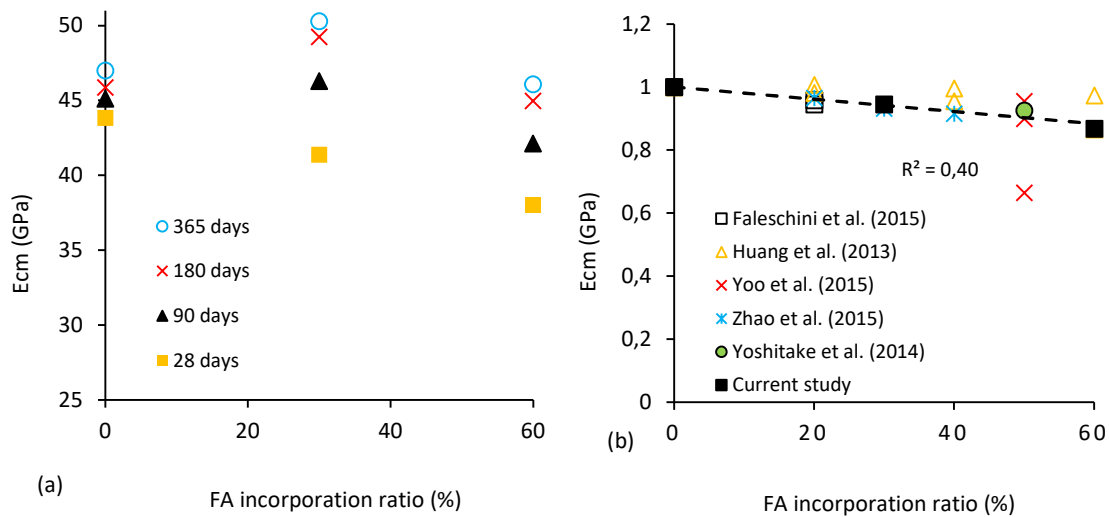 50
45
40
35
30
25
0
20
40
60
Ecm (GPa)
365 days
180 days
90 days
28 days
(a)
FA incorporation ratio (%)
1,2
1
0,8
0,6
0,4
0,2
0
0
20
40
60
Ecm (GPa)
R² = 0,40
Faleschini et al. (2015)
Huang et al. (2013)
Yoo et al. (2015)
Zhao et al. (2015)
Yoshitake et al. (2014)
Current study
(b)
FA incorporation ratio (%)